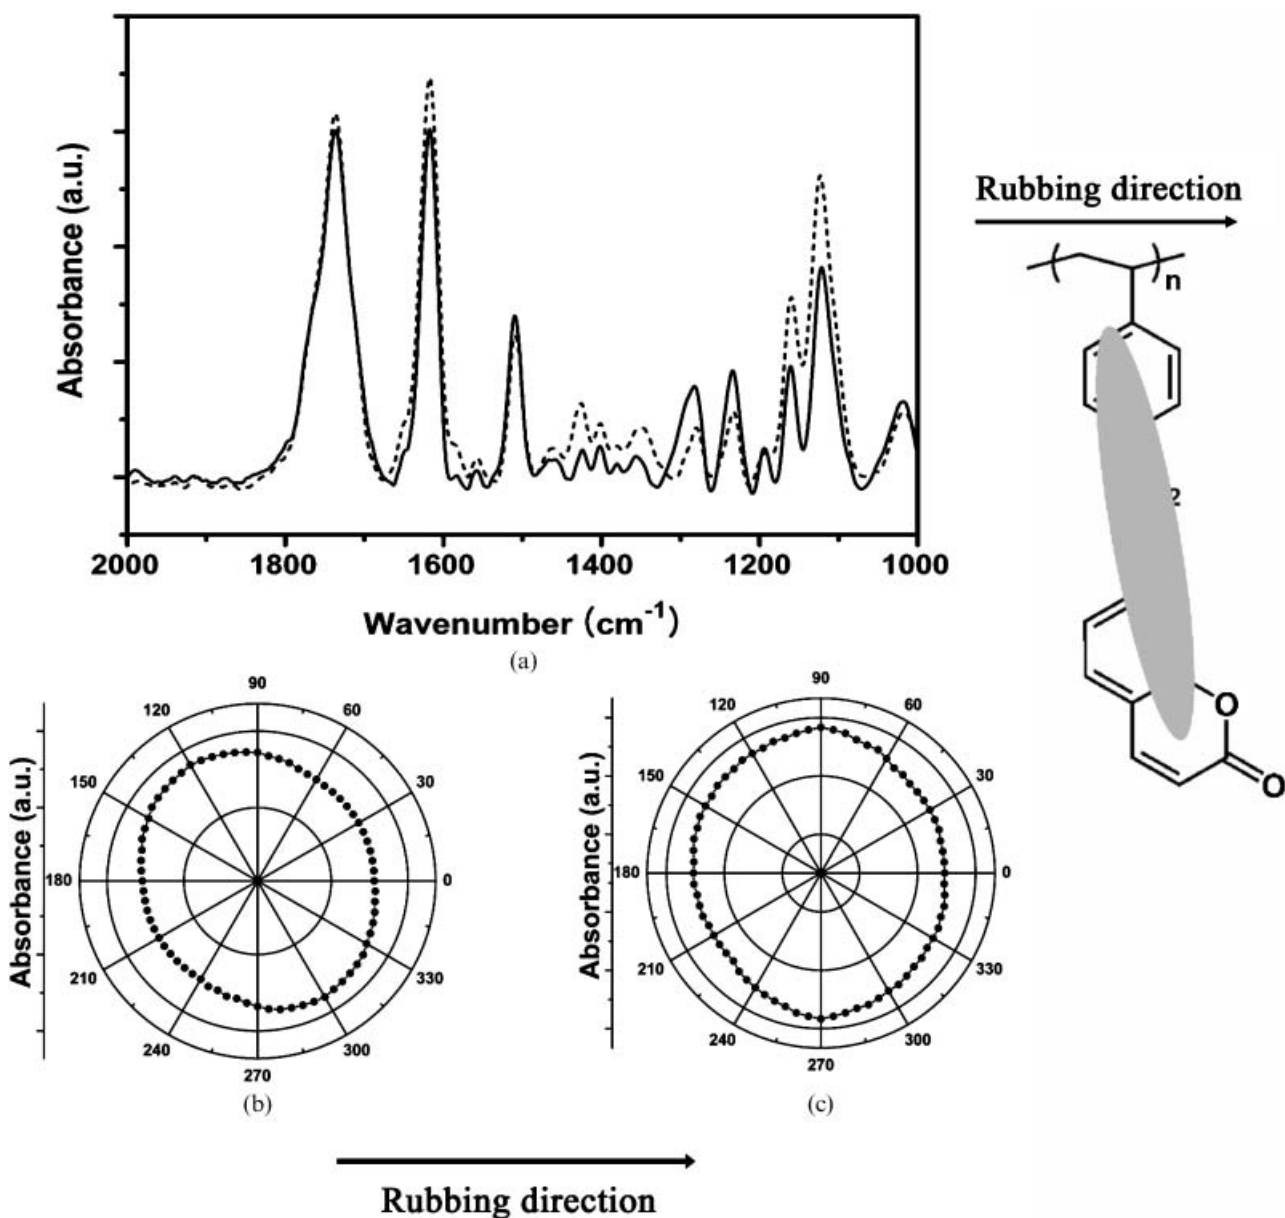 Absorbance (a.u.)
2000 1800 1600 1400 1200 1000
Wavenumber (cm⁻¹)
(a)
Rubbing direction
n
2
O
O
Absorbance (a.u.)
90
120 60
150 30
180 0
210 330
240 300
270
(b)
Absorbance (a.u.)
90
120 60
150 30
180 0
210 330
240 300
270
(c)
Rubbing direction